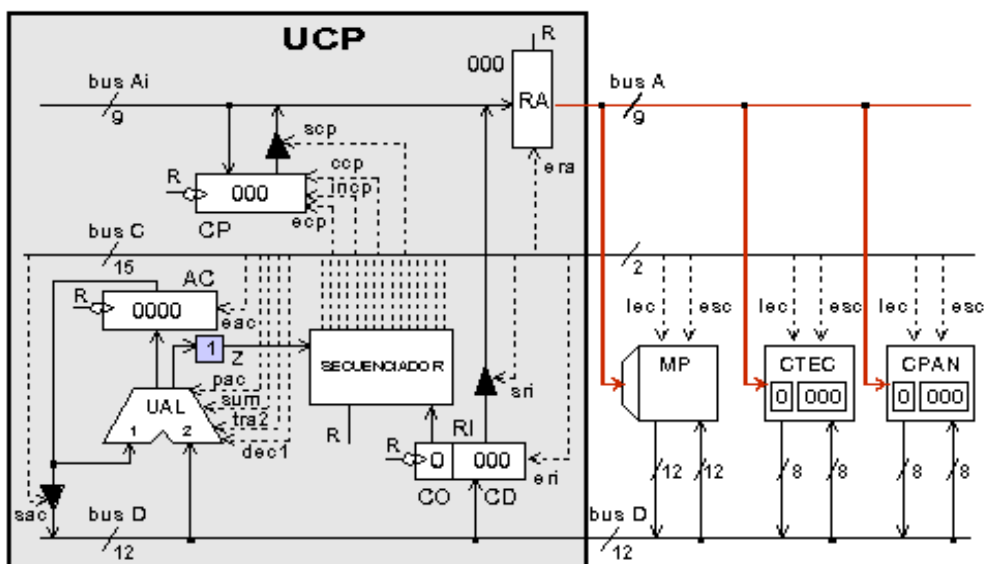 UCP
R
000
RA
bus Ai
9
bus A
9
scp
ccp
incp
ecp
R
000
CP
era
bus C
15
2
AC
R
0000
eac
1
Z
SECUENCIADOR
R
pac
sum
tra2
dec1
UAL
1
2
sri
RI
R
0
000
CO
CD
eri
sac
bus D
12
lec
esc
MP
12
12
lec
esc
CTEC
0
000
8
8
lec
esc
CPAN
0
000
8
8
bus D
12